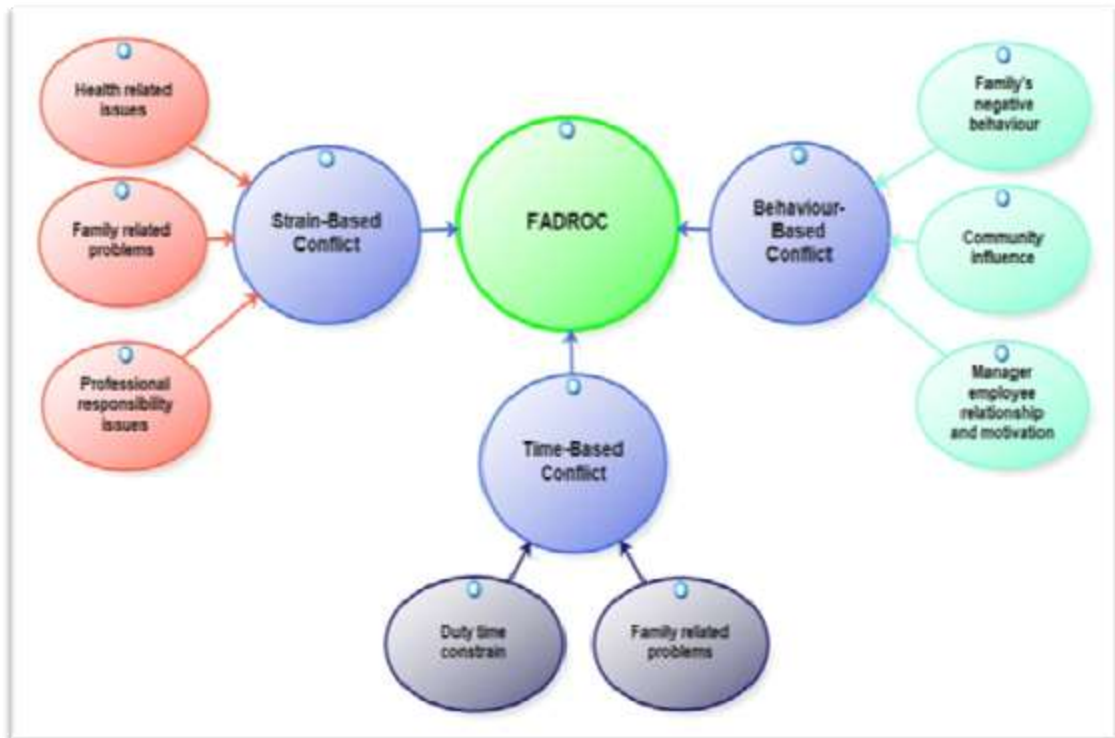 Health related
issues
Family related
problems
Professional
responsibility
issues
Strain-Based
Conflict
FADROC
Behaviour-
Based
Conflict
Family's
negative
behaviour
Community
influence
Manager
employee
relationship
and motivation
Time-Based
Conflict
Duty time
constrain
Family related
problems